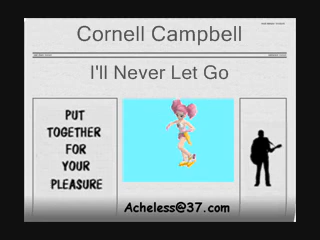 Cornell Campbell
I'll Never Let Go
PUT
TOGETHER
FOR
YOUR
PLEASURE
Acheless@37.com